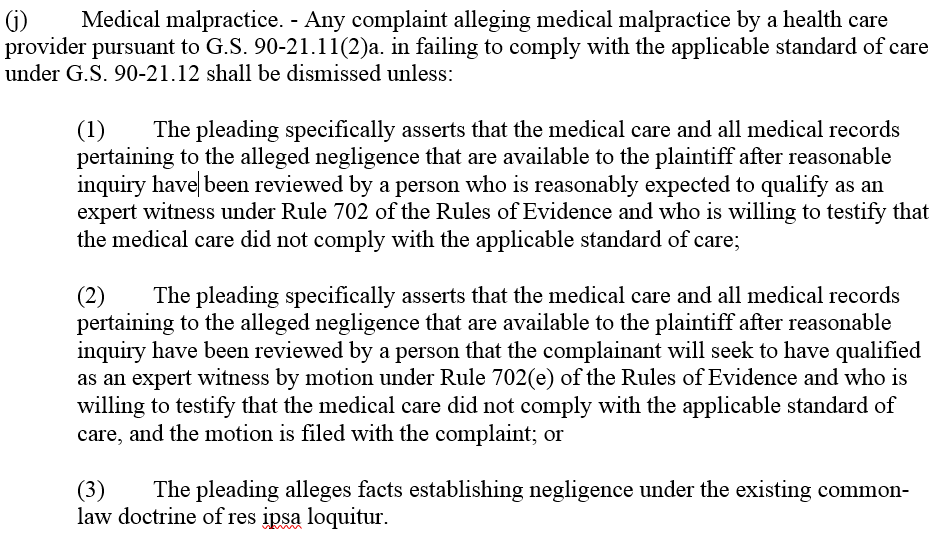 (j) Medical malpractice. - Any complaint alleging medical malpractice by a health care
provider pursuant to G.S. 90-21.11(2)a. in failing to comply with the applicable standard of care
under G.S. 90-21.12 shall be dismissed unless:
(1) The pleading specifically asserts that the medical care and all medical records
pertaining to the alleged negligence that are available to the plaintiff after reasonable
inquiry have been reviewed by a person who is reasonably expected to qualify as an
expert witness under Rule 702 of the Rules of Evidence and who is willing to testify that
the medical care did not comply with the applicable standard of care;
(2) The pleading specifically asserts that the medical care and all medical records
pertaining to the alleged negligence that are available to the plaintiff after reasonable
inquiry have been reviewed by a person that the complainant will seek to have qualified
as an expert witness by motion under Rule 702(e) of the Rules of Evidence and who is
willing to testify that the medical care did not comply with the applicable standard of
care, and the motion is filed with the complaint; or
(3) The pleading alleges facts establishing negligence under the existing common-
law doctrine of res ipsa loquitur.